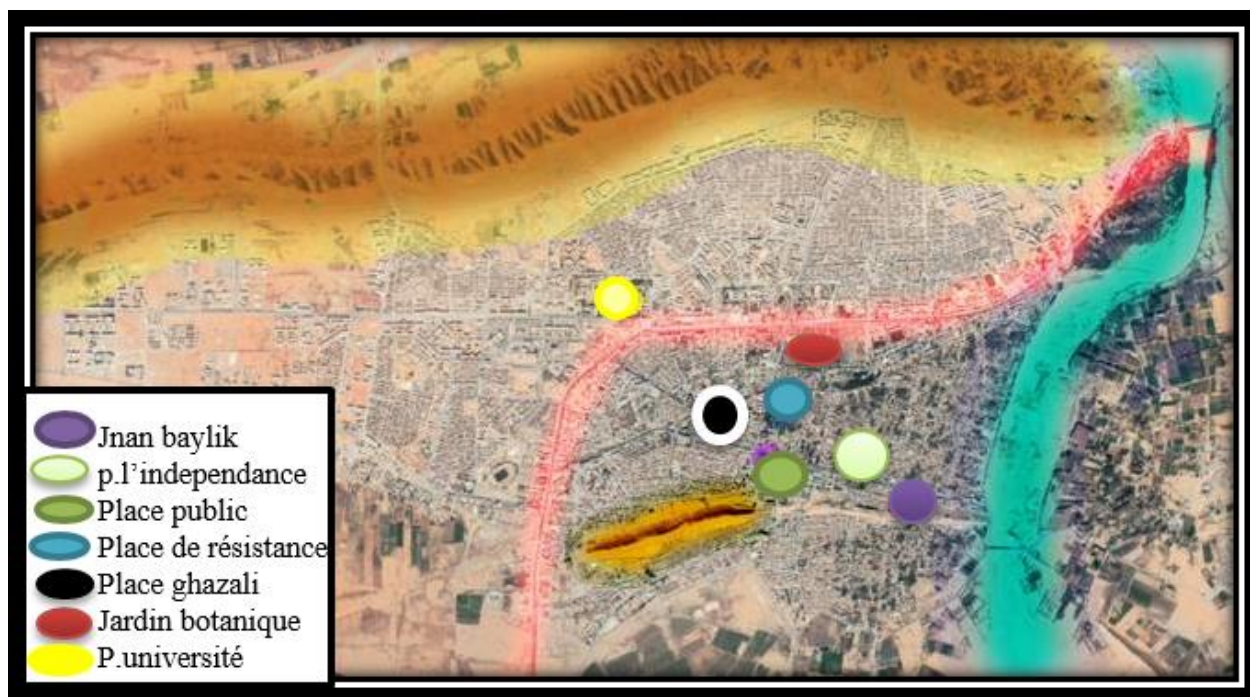 Jnan baylik
p.l’independance
Place public
Place de résistance
Place ghazali
Jardin botanique
P.université